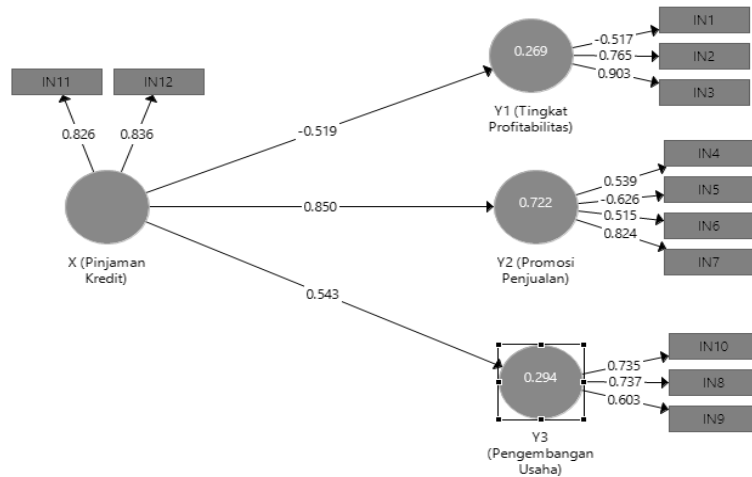 IN1
-0.517
0.269
0.765
IN2
0.903
IN3
IN11
IN12
Y1 (Tingkat
Profitabilitas)
0.826
0.836
-0.519
IN4
0.539
IN5
-0.626
0.722
0.850
0.515
IN6
0.824
IN7
X (Pinjaman
Kredit)
Y2 (Promosi
Penjualan)
0.543
IN10
0.735
0.294
0.737
IN8
0.603
IN9
Y3
(Pengembangan
Usaha)